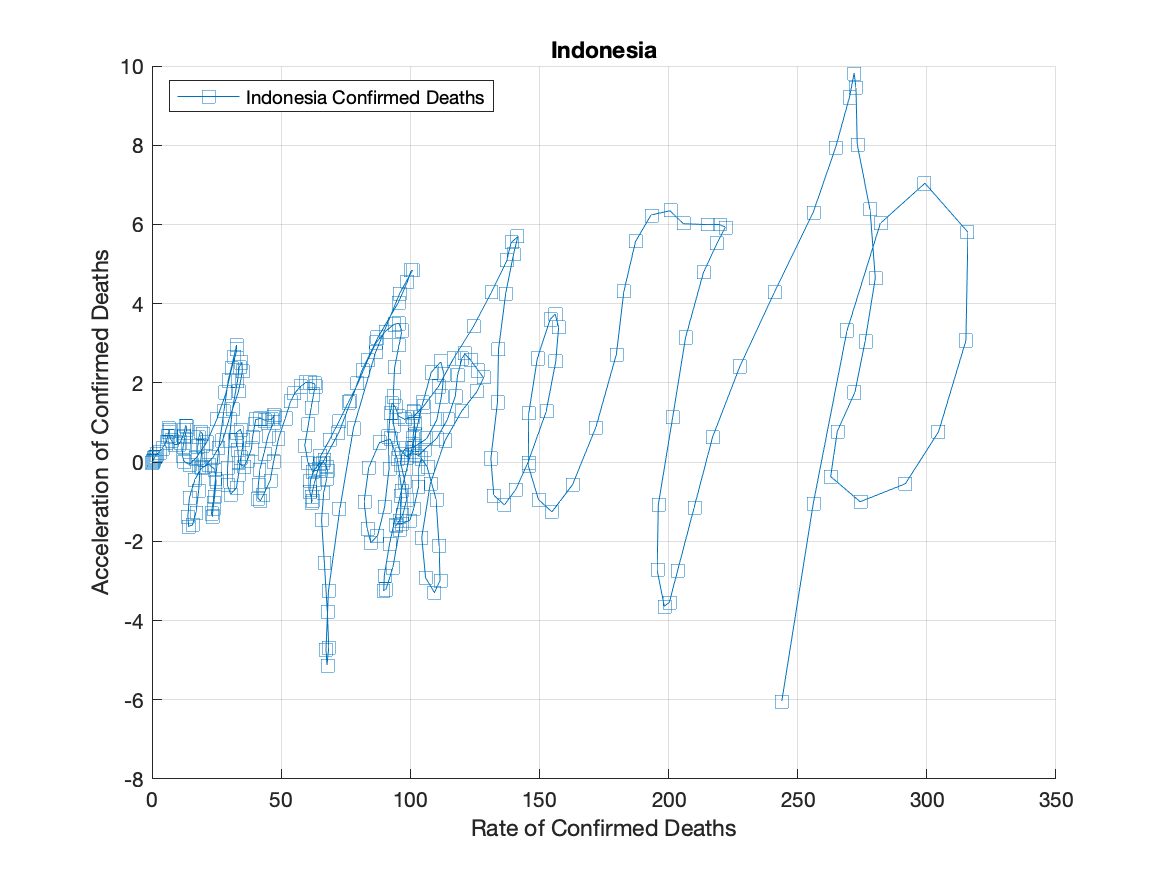 Indonesia
Indonesia Confirmed Deaths
Acceleration of Confirmed Deaths
10
8
6
4
2
0
-2
-4
-6
-8
0 50 100 150 200 250 300 350
Rate of Confirmed Deaths